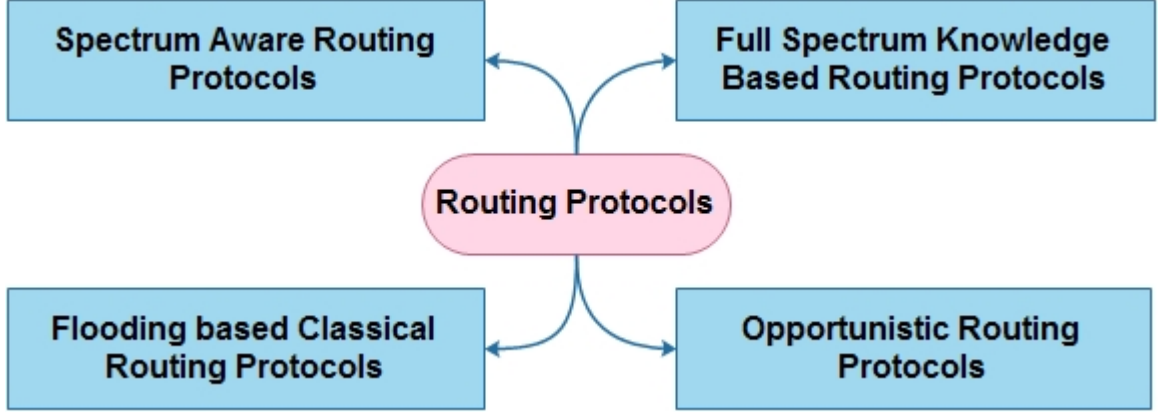 Spectrum Aware Routing
Protocols
Full Spectrum Knowledge
Based Routing Protocols
Routing Protocols
Flooding based Classical
Routing Protocols
Opportunistic Routing
Protocols